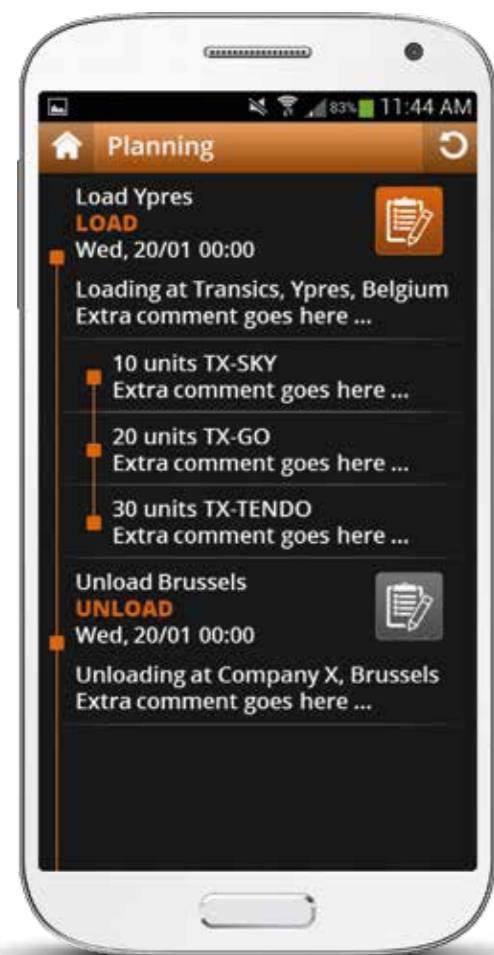 83% 11:44 AM
Planning
Load Ypres
LOAD
Wed, 20/01 00:00
Loading at Transics, Ypres, Belgium
Extra comment goes here ...
10 units TX-SKY
Extra comment goes here ...
20 units TX-GO
Extra comment goes here ...
30 units TX-TENDO
Extra comment goes here ...
Unload Brussels
UNLOAD
Wed, 20/01 00:00
Unloading at Company X, Brussels
Extra comment goes here ...